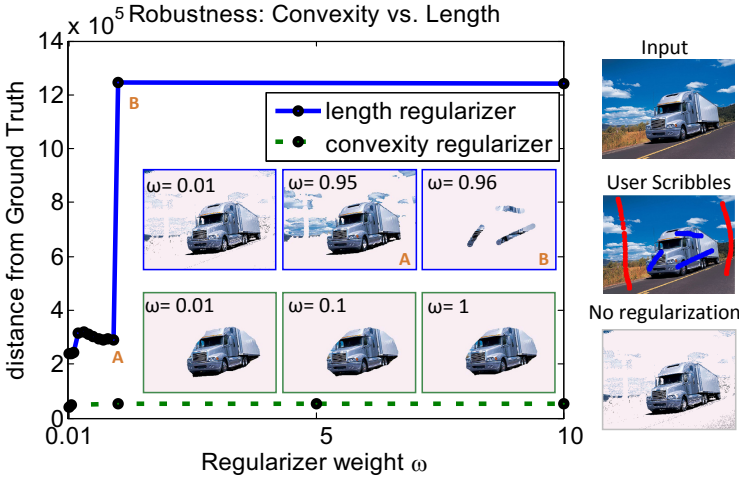 × 10⁵ Robustness: Convexity vs. Length
14
12
10
8
6
4
2
0
distance from Ground Truth
B
A
length regularizer
convexity regularizer
ω= 0.01
ω= 0.95
A
ω= 0.96
B
ω= 0.01
ω= 0.1
ω= 1
0.01
5
10
Regularizer weight ω
Input
User Scribbles
No regularization